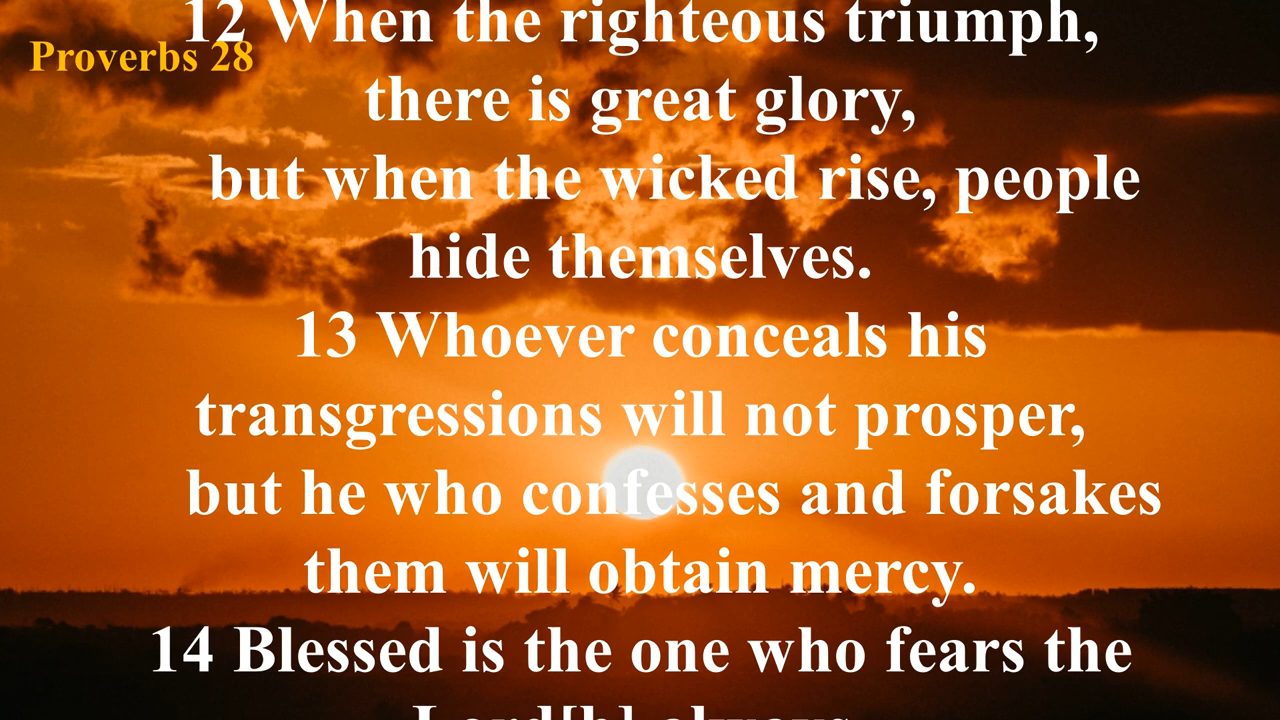 Proverbs 28
12 When the righteous triumph,
there is great glory,
but when the wicked rise, people
hide themselves.
13 Whoever conceals his
transgressions will not prosper,
but he who confesses and forsakes
them will obtain mercy.
14 Blessed is the one who fears the
Lord[b] always,